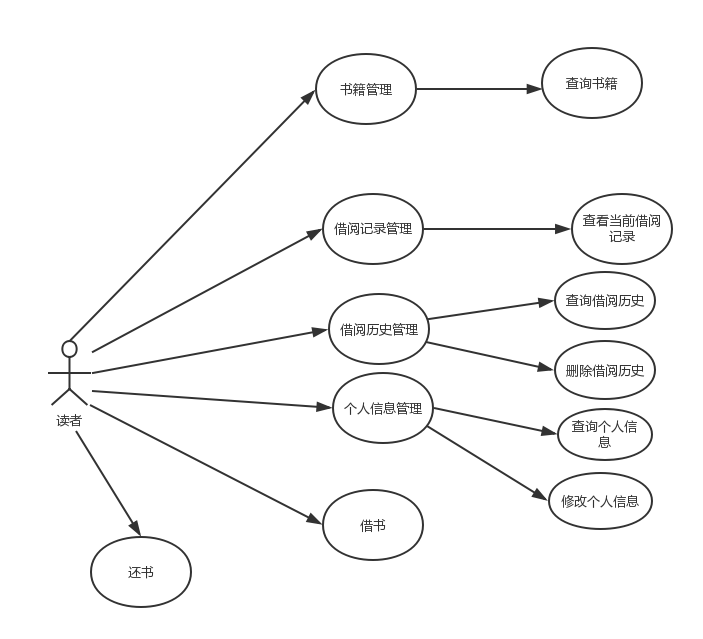 书籍管理
查询书籍
借阅记录管理
查看当前借阅
记录
借阅历史管理
查询借阅历史
删除借阅历史
个人信息管理
查询个人信
息
修改个人信息
读者
借书
还书